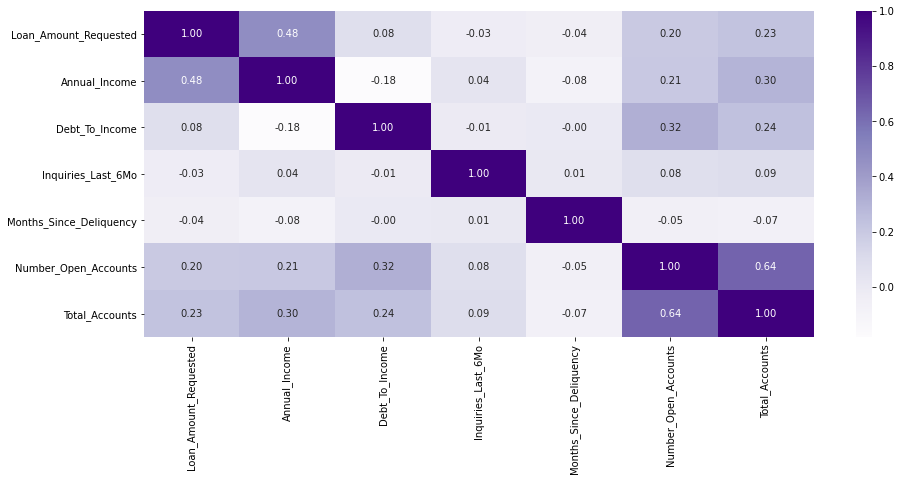 Loan_Amount_Requested 1.00 0.48 0.08 -0.03 -0.04 0.20 0.23
Annual_Income 0.48 1.00 -0.18 0.04 -0.08 0.21 0.30
Debt_To_Income 0.08 -0.18 1.00 -0.01 -0.00 0.32 0.24
Inquiries_Last_6Mo -0.03 0.04 -0.01 1.00 0.01 0.08 0.09
Months_Since_Deliquency -0.04 -0.08 -0.00 0.01 1.00 -0.05 -0.07
Number_Open_Accounts 0.20 0.21 0.32 0.08 -0.05 1.00 0.64
Total_Accounts 0.23 0.30 0.24 0.09 -0.07 0.64 1.00
Loan_Amount_Requested
Annual_Income
Debt_To_Income
Inquiries_Last_6Mo
Months_Since_Deliquency
Number_Open_Accounts
Total_Accounts
1.0
0.8
0.6
0.4
0.2
0.0